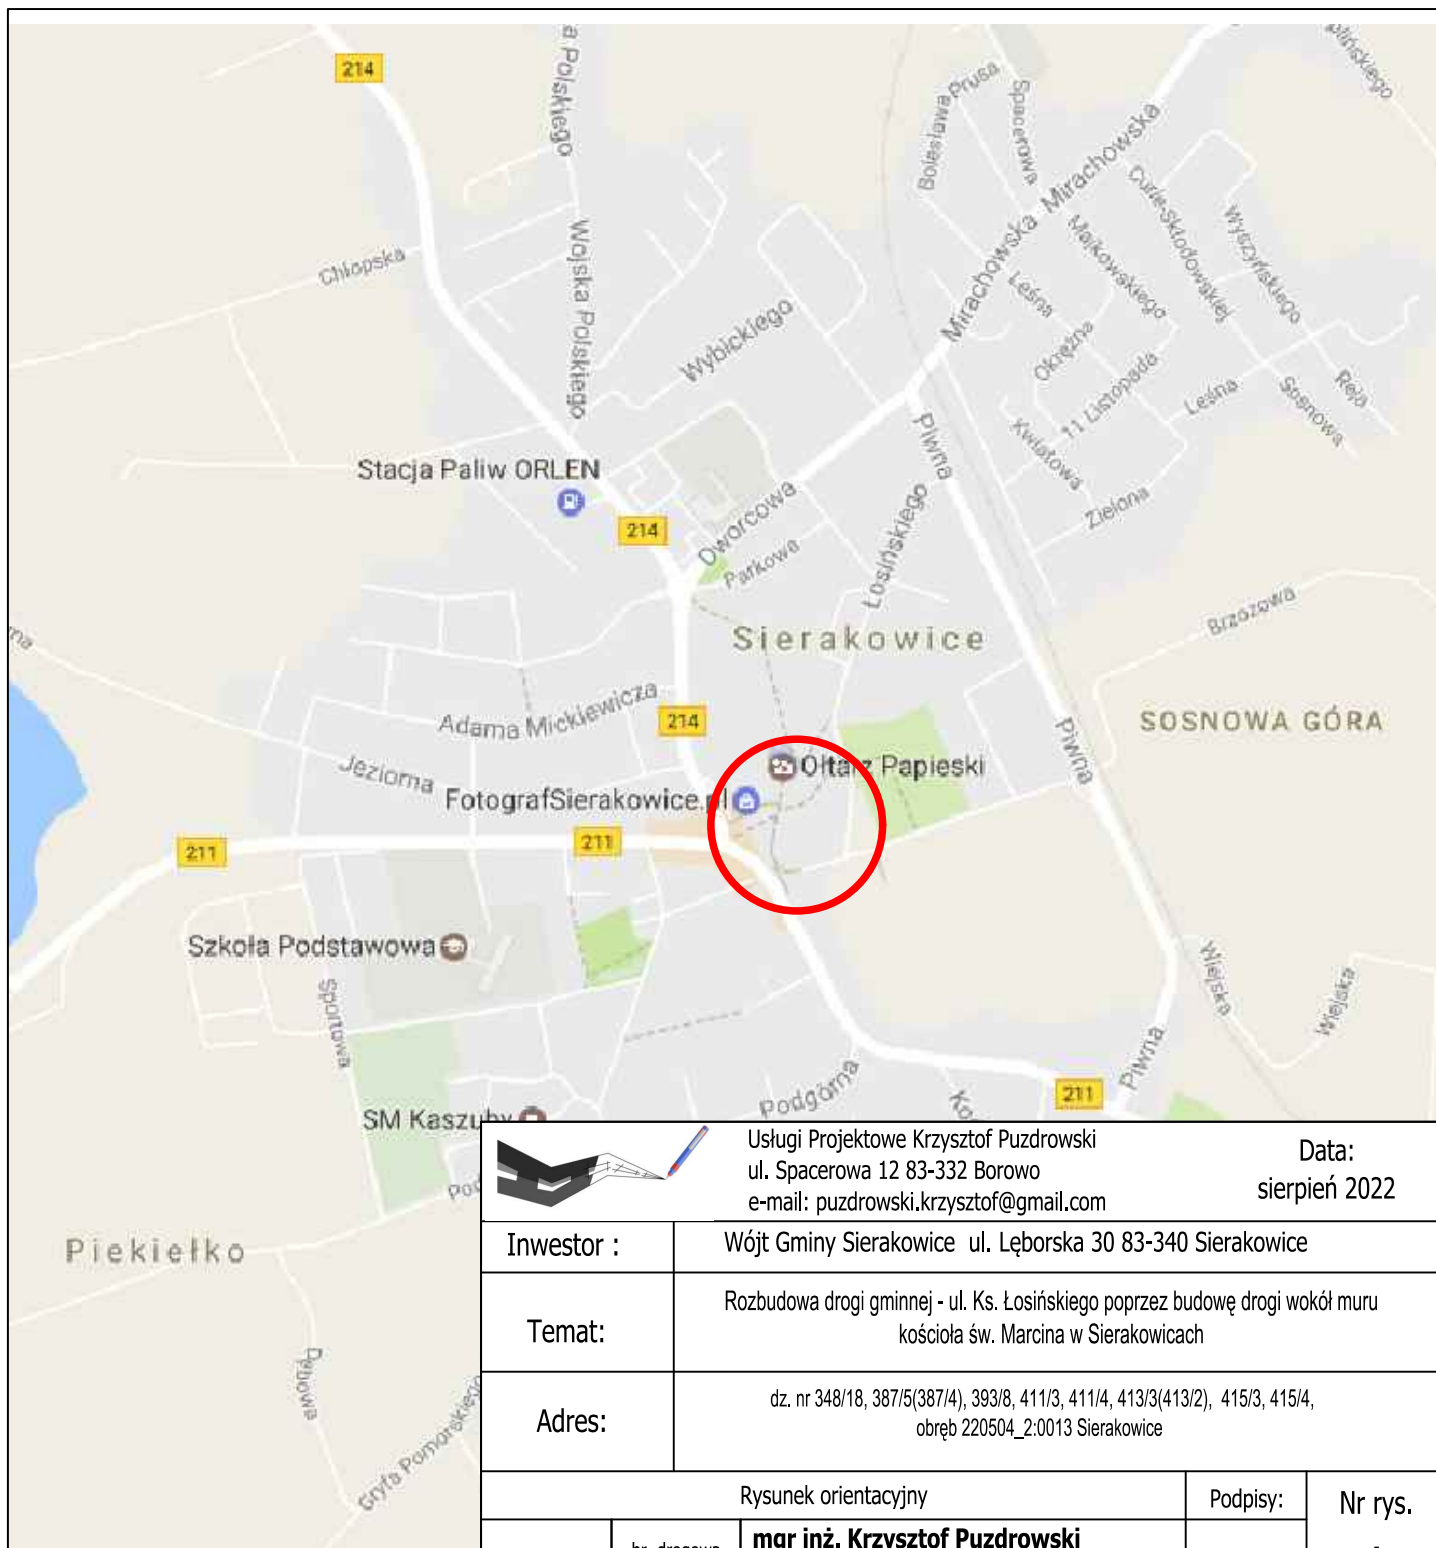 214
a Polskiego
Bolesława Prusa
Spacerowa
Mirachowska
Mirachowska
Curie-Skłodowskiej
Wyszyńskiego
Majkowskiego
Wojska Polskiego
Chłopska
Leśna
Okrężna
11 Listopada
Leśna
Sosnowa
Reja
Wybickiego
Kwiatowa
Zielona
Piwna
Stacja Paliw ORLEN
214
Dworcowa
Parkowa
Łosińskiego
Brzozowa
Sierakowice
SOSNOWA GÓRA
Adama Mickiewicza
214
Piwna
Jeziorna
Ołtarz Papieski
FotografSierakowice.pl
211
211
Szkoła Podstawowa
Sportowa
Wiejska
Wiejska
Piwna
Podgórna
211
SM Kaszuby
Piekiełko
Dębowa
Gryfa Pomorskiego
Usługi Projektowe Krzysztof Puzdrowski
ul. Spacerowa 12 83-332 Borowo
e-mail: puzdrowski.krzysztof@gmail.com
Data:
sierpień 2022
Inwestor :
Wójt Gminy Sierakowice ul. Lęborska 30 83-340 Sierakowice
Temat:
Rozbudowa drogi gminnej - ul. Ks. Łosińskiego poprzez budowę drogi wokół muru
kościoła św. Marcina w Sierakowicach
Adres:
dz. nr 348/18, 387/5(387/4), 393/8, 411/3, 411/4, 413/3(413/2), 415/3, 415/4,
obręb 220504_2:0013 Sierakowice
Rysunek orientacyjny
Podpisy:
Nr rys.
br. drogowa
mgr inż. Krzysztof Puzdrowski